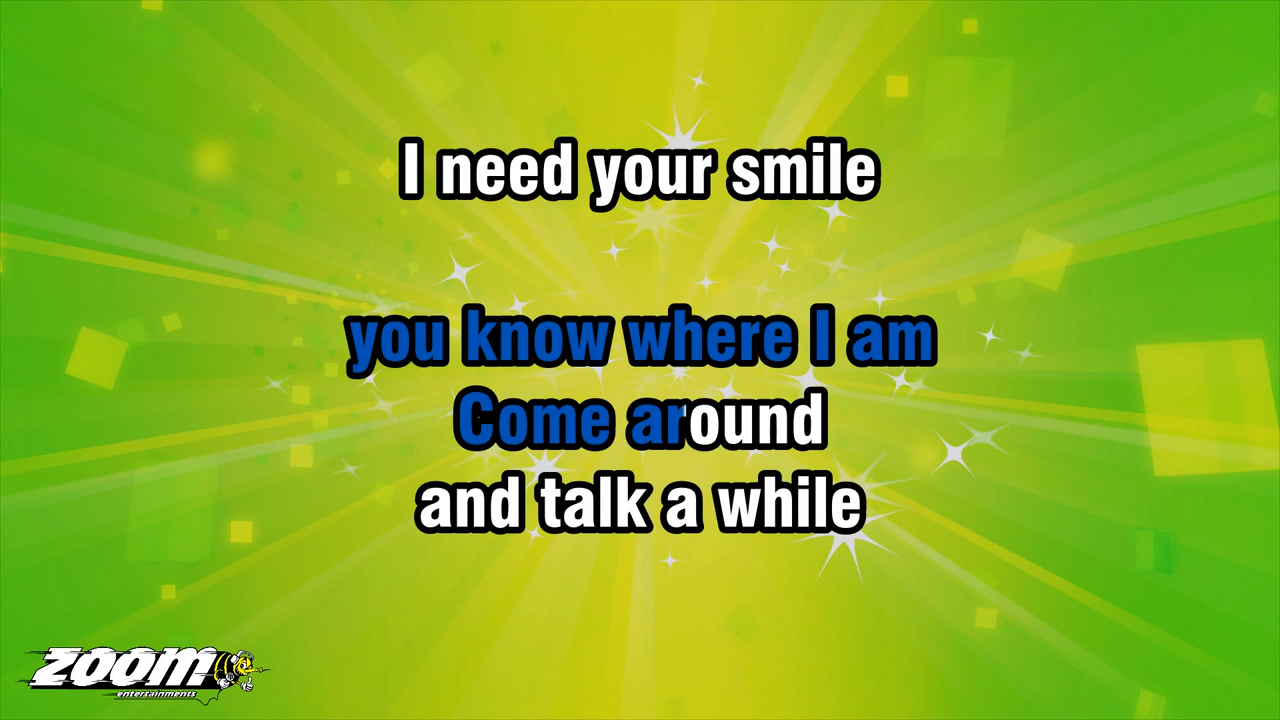 I need your smile
you know where I am
Come around
and talk a while
ZOOM
entertainments